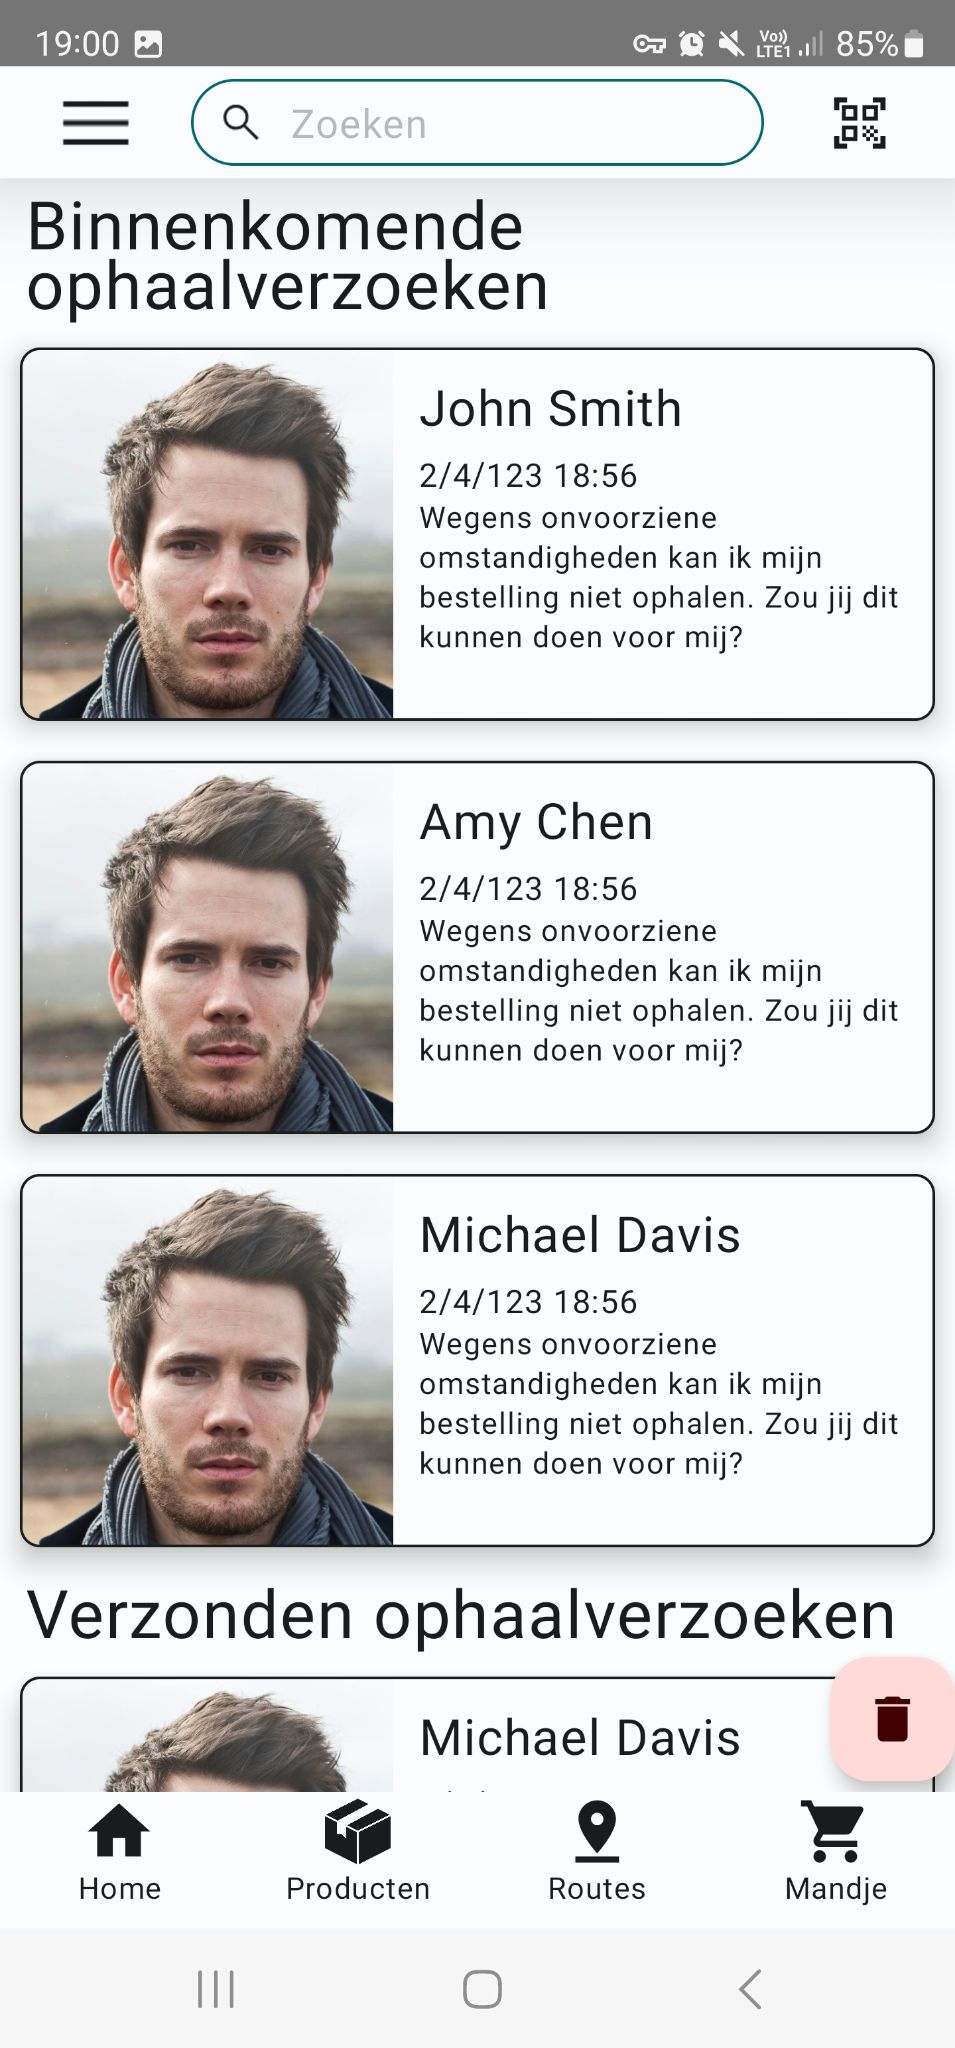 19:00
Vo))
LTE1
85%
Zoeken
Binnenkomende
ophaalverzoeken
John Smith
2/4/123 18:56
Wegens onvoorziene
omstandigheden kan ik mijn
bestelling niet ophalen. Zou jij dit
kunnen doen voor mij?
Amy Chen
2/4/123 18:56
Wegens onvoorziene
omstandigheden kan ik mijn
bestelling niet ophalen. Zou jij dit
kunnen doen voor mij?
Michael Davis
2/4/123 18:56
Wegens onvoorziene
omstandigheden kan ik mijn
bestelling niet ophalen. Zou jij dit
kunnen doen voor mij?
Verzonden ophaalverzoeken
Michael Davis
Home
Producten
Routes
Mandje